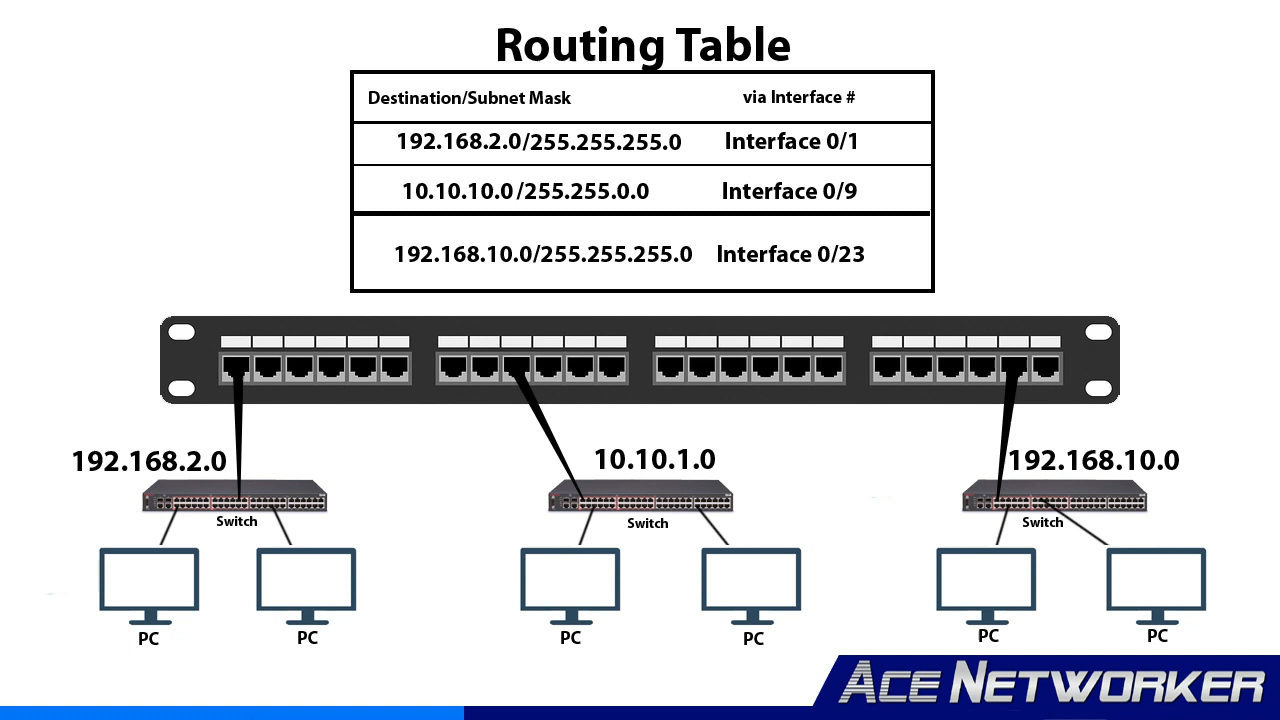 Routing Table
Destination/Subnet Mask via Interface #
192.168.2.0/255.255.255.0 Interface 0/1
10.10.10.0/255.255.0.0 Interface 0/9
192.168.10.0/255.255.255.0 Interface 0/23
192.168.2.0 10.10.1.0 192.168.10.0
Switch Switch Switch
PC PC PC PC PC PC
ACE NETWORKER